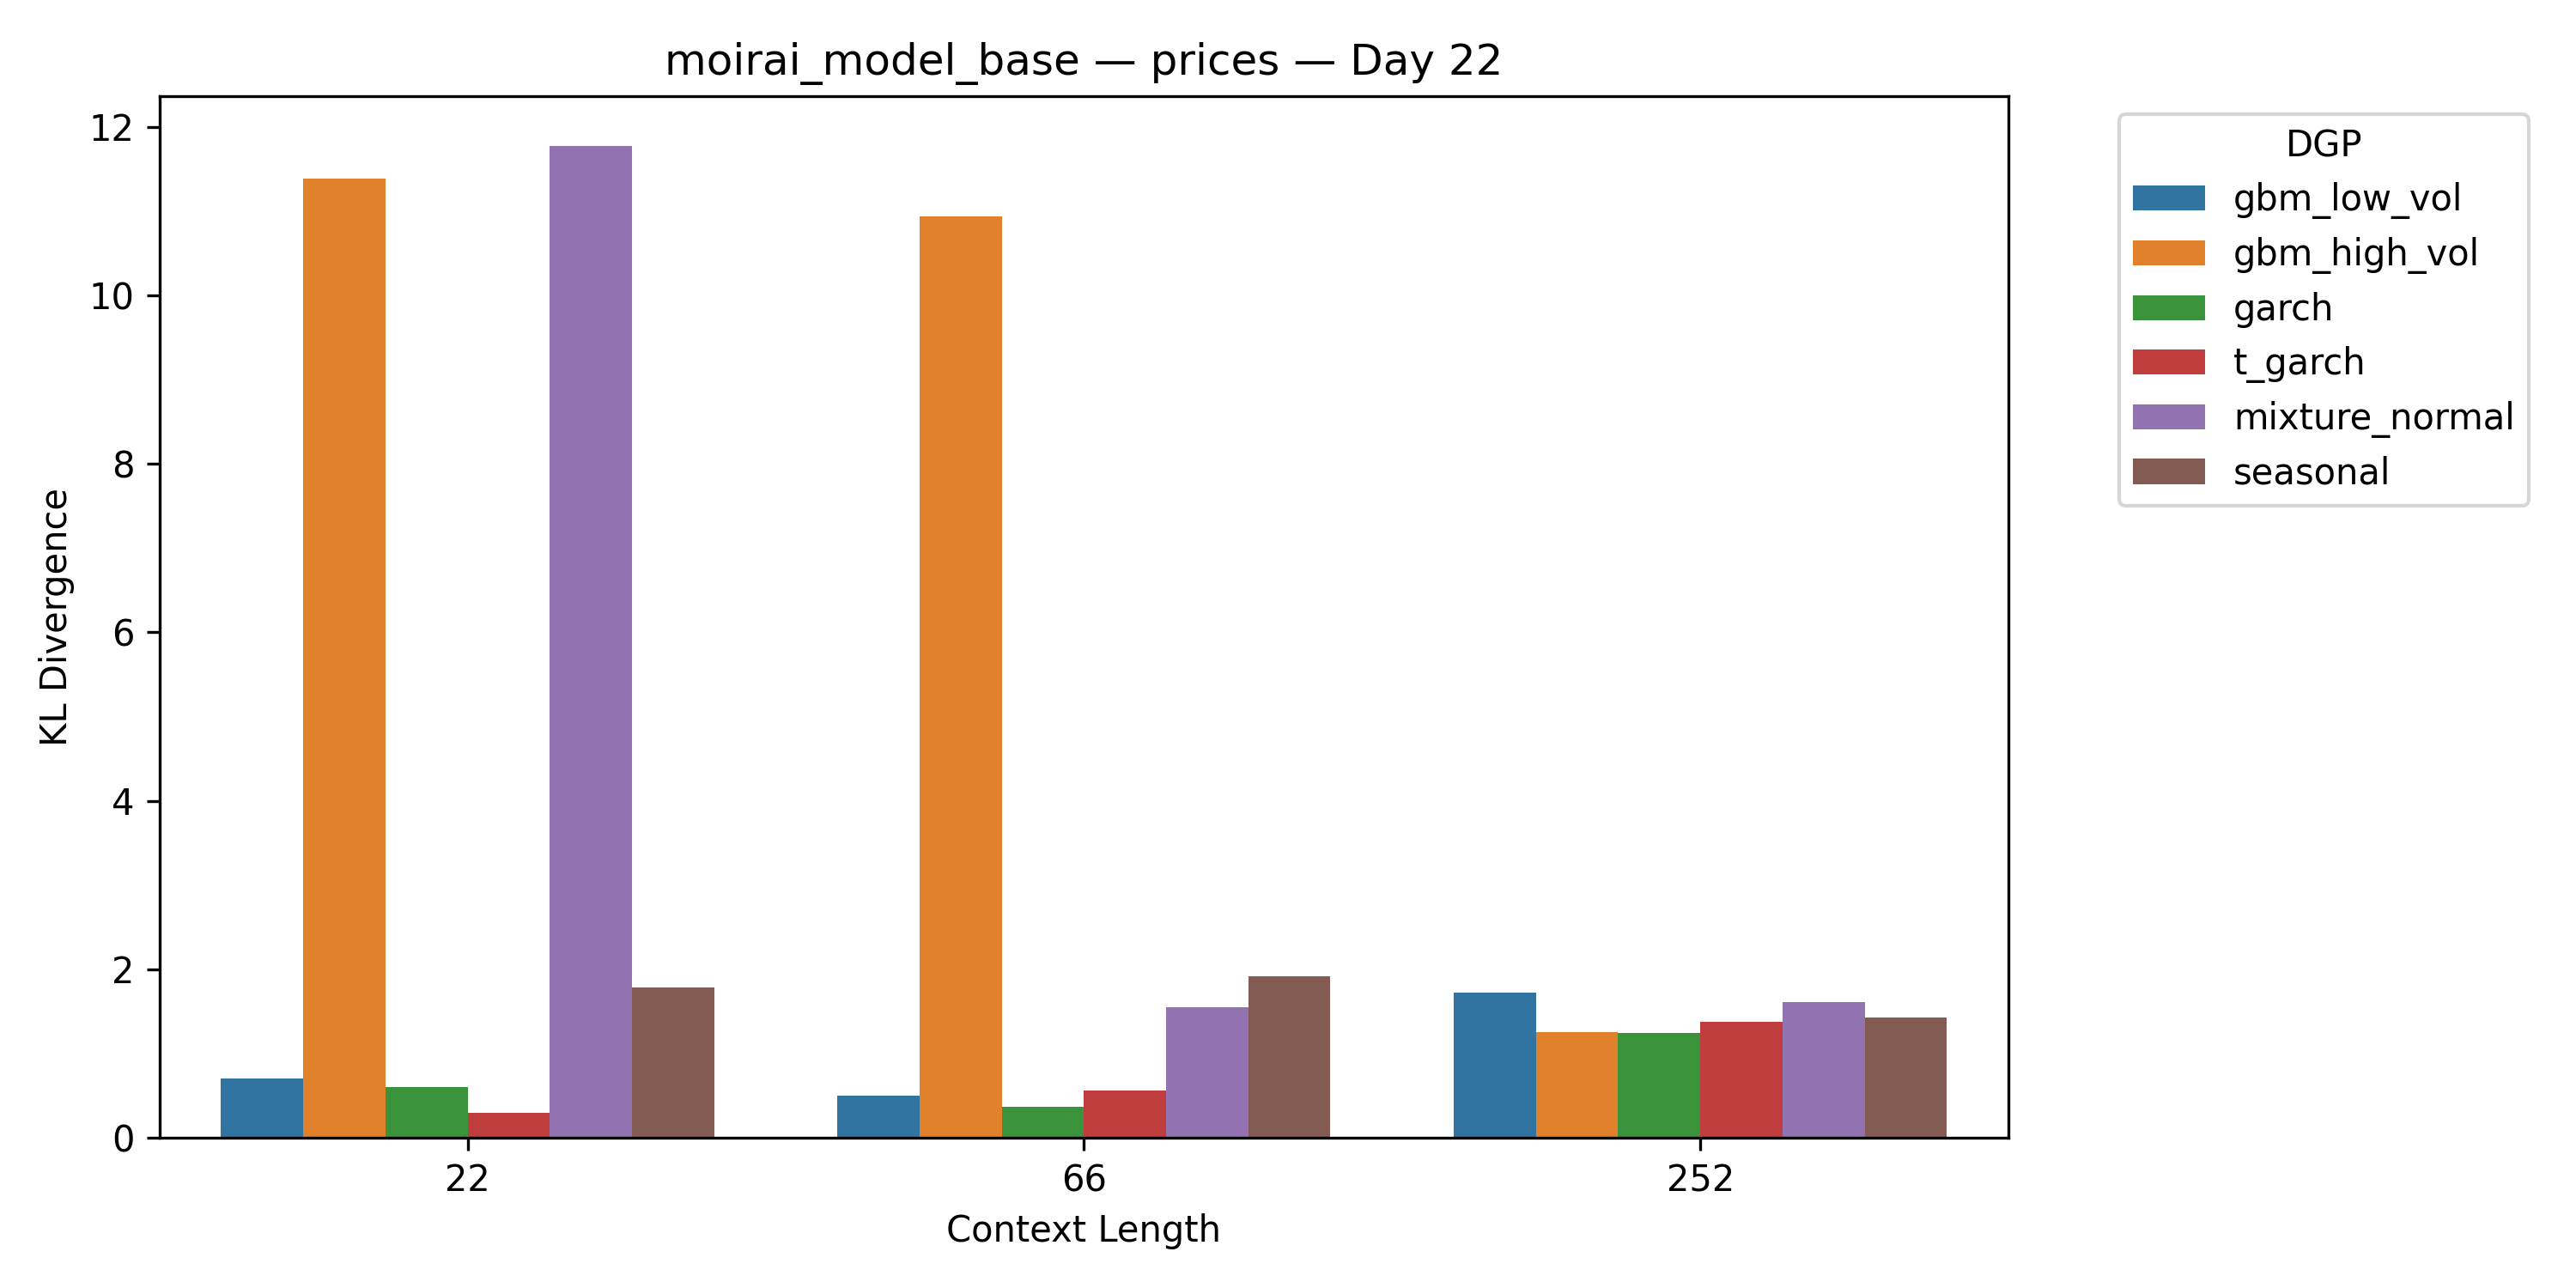 moirai_model_base — prices — Day 22
12
10
8
6
4
2
0
KL Divergence
22
66
252
Context Length
DGP
gbm_low_vol
gbm_high_vol
garch
t_garch
mixture_normal
seasonal